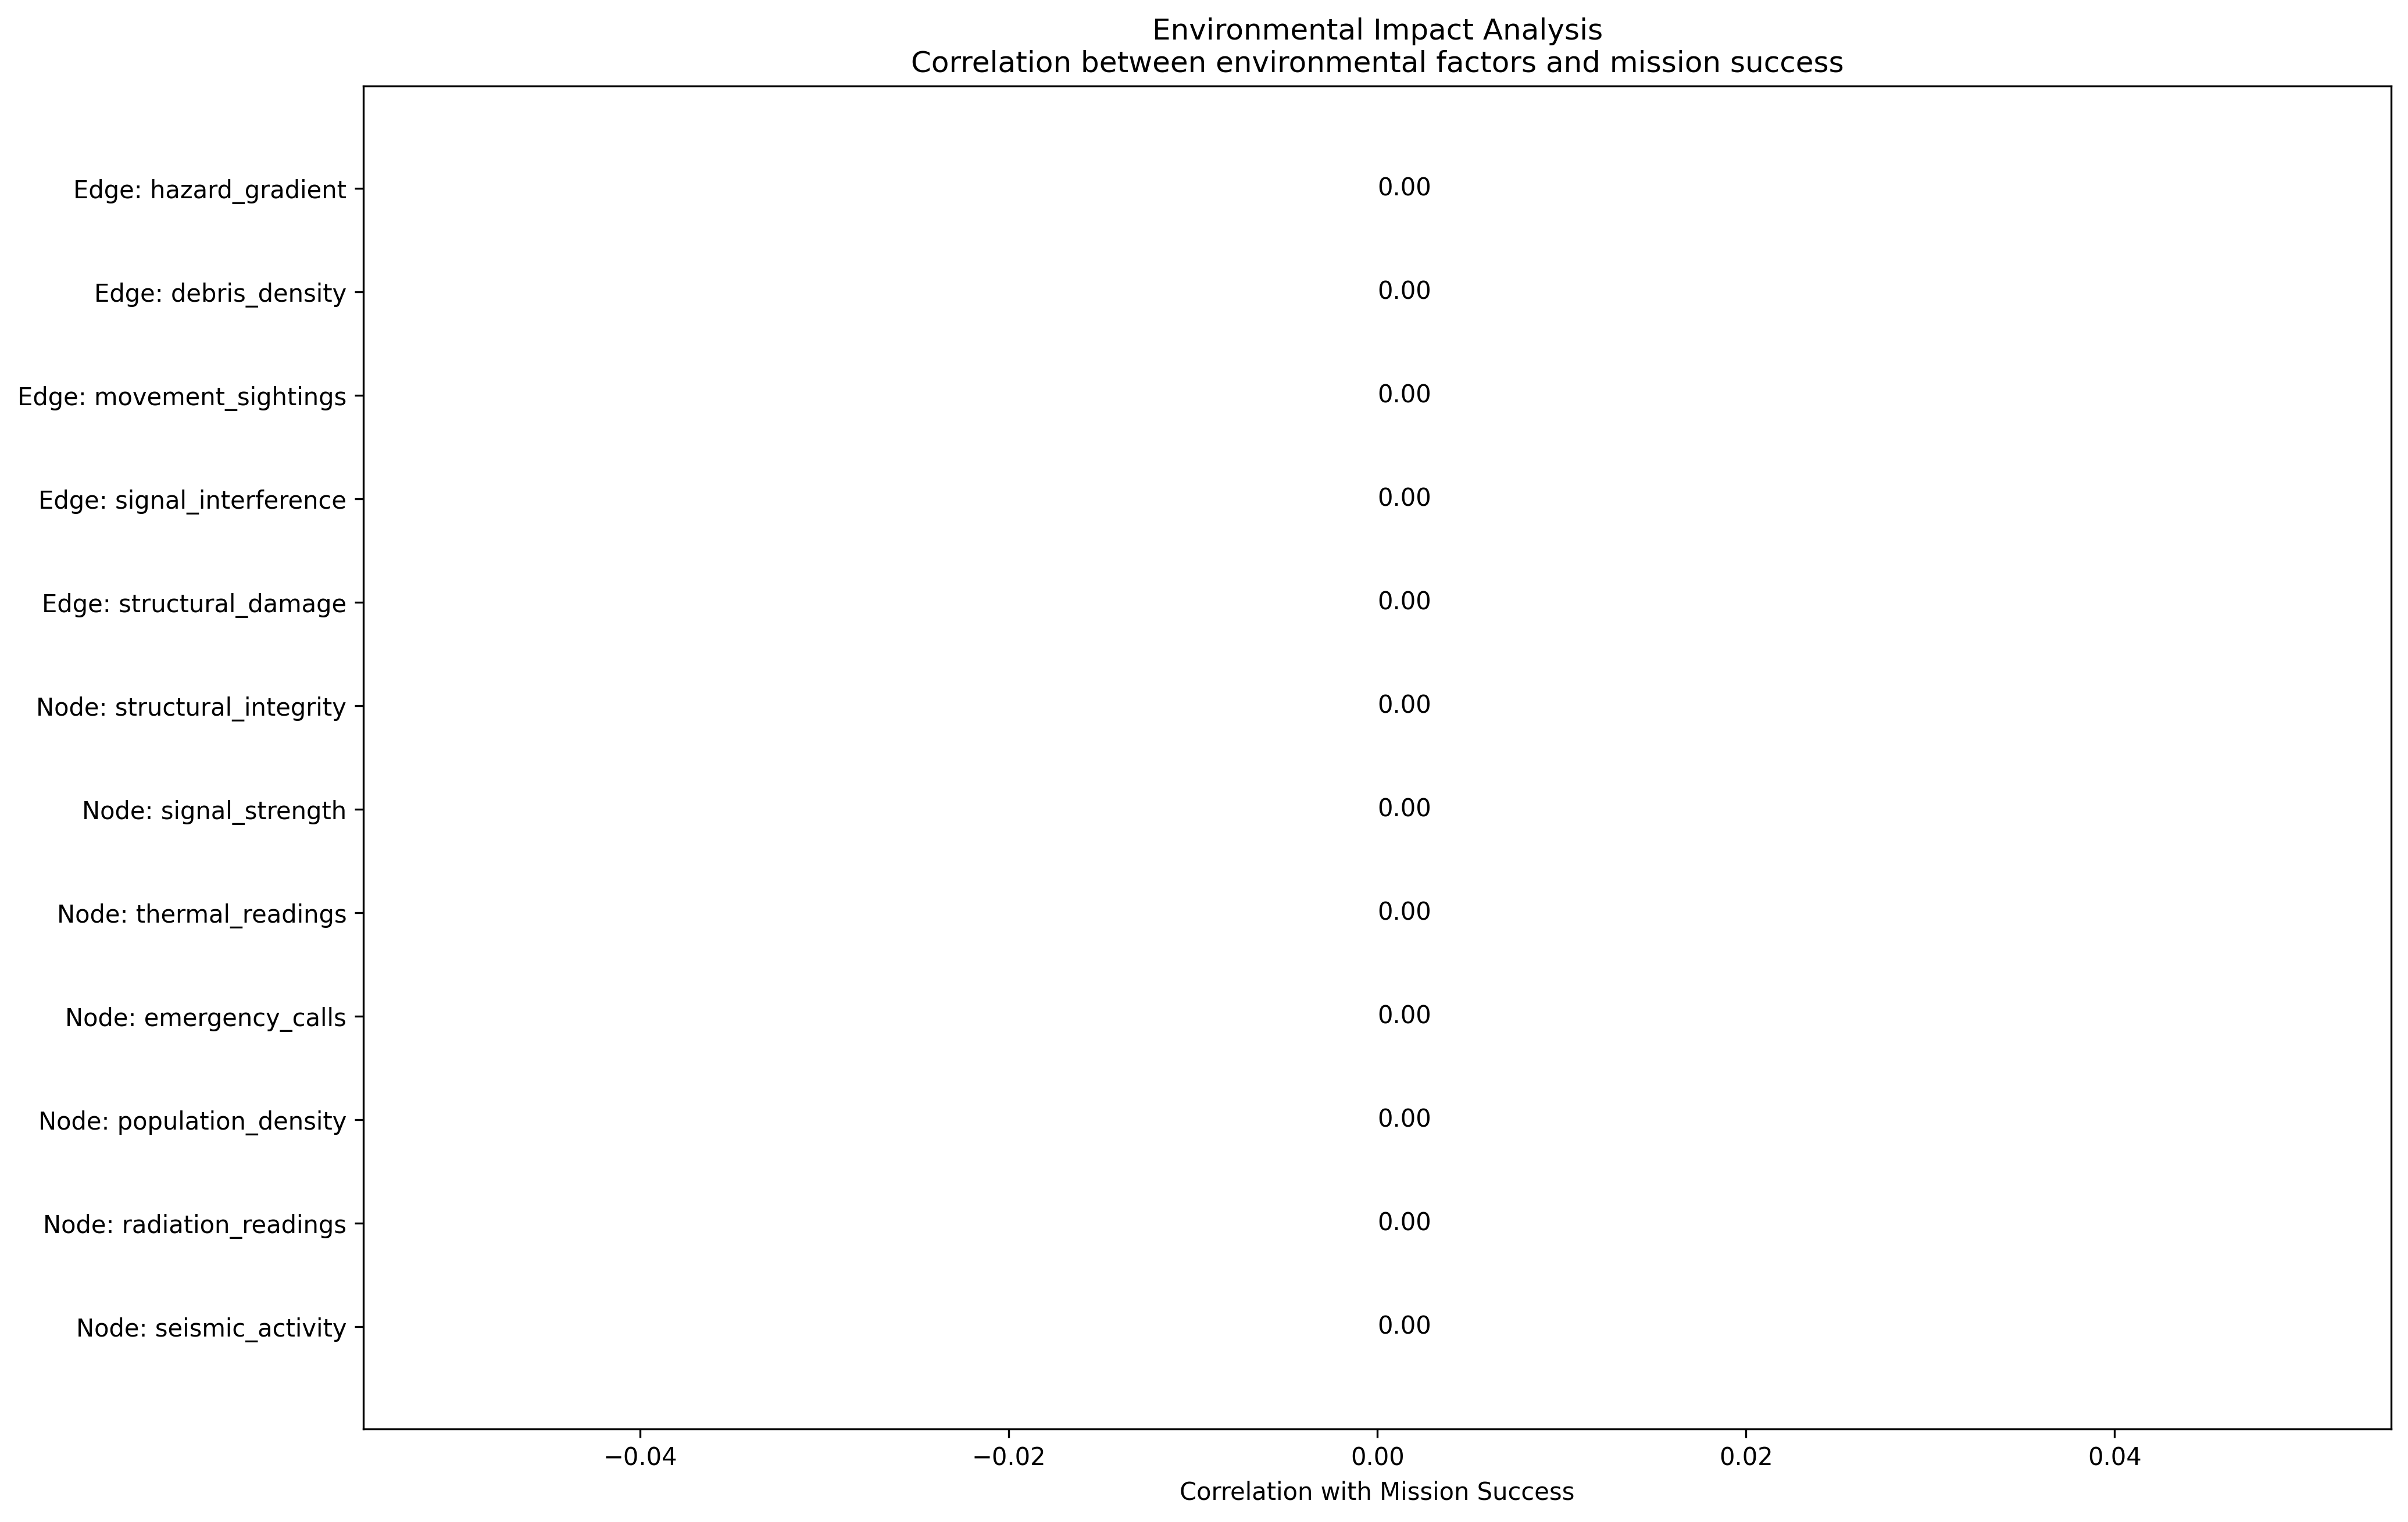 Environmental Impact Analysis
Correlation between environmental factors and mission success
Edge: hazard_gradient 0.00
Edge: debris_density 0.00
Edge: movement_sightings 0.00
Edge: signal_interference 0.00
Edge: structural_damage 0.00
Node: structural_integrity 0.00
Node: signal_strength 0.00
Node: thermal_readings 0.00
Node: emergency_calls 0.00
Node: population_density 0.00
Node: radiation_readings 0.00
Node: seismic_activity 0.00
−0.04 −0.02 0.00 0.02 0.04
Correlation with Mission Success